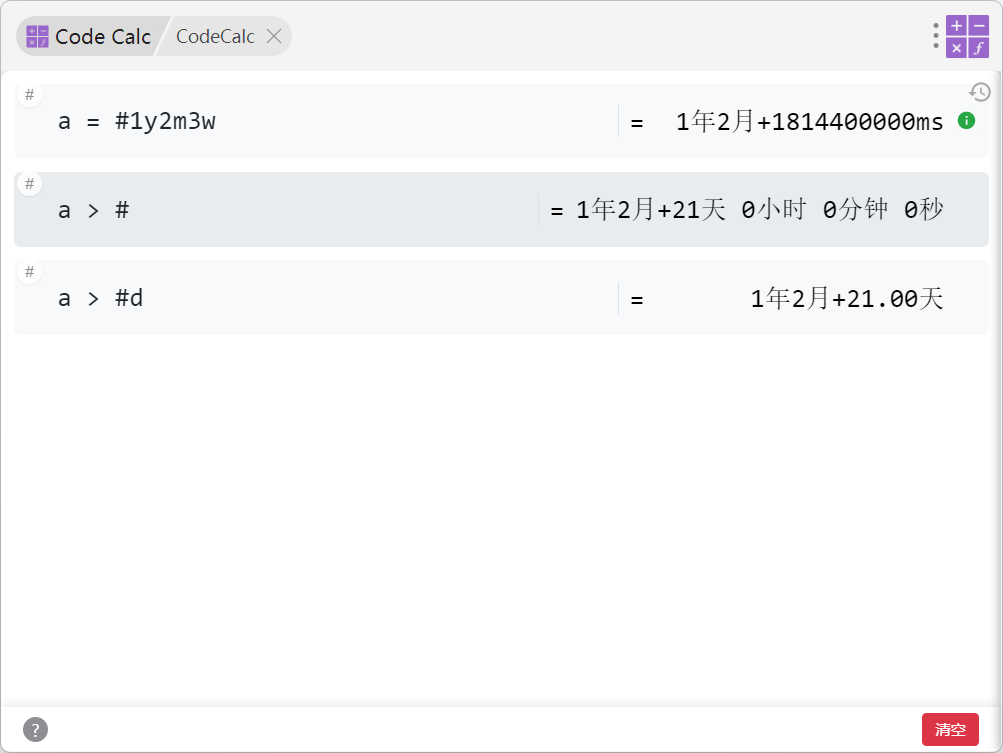 Code Calc CodeCalc
#
a = #1y2m3w = 1年2月+1814400000ms
#
a > # = 1年2月+21天 0小时 0分钟 0秒
#
a > #d = 1年2月+21.00天
? 清空